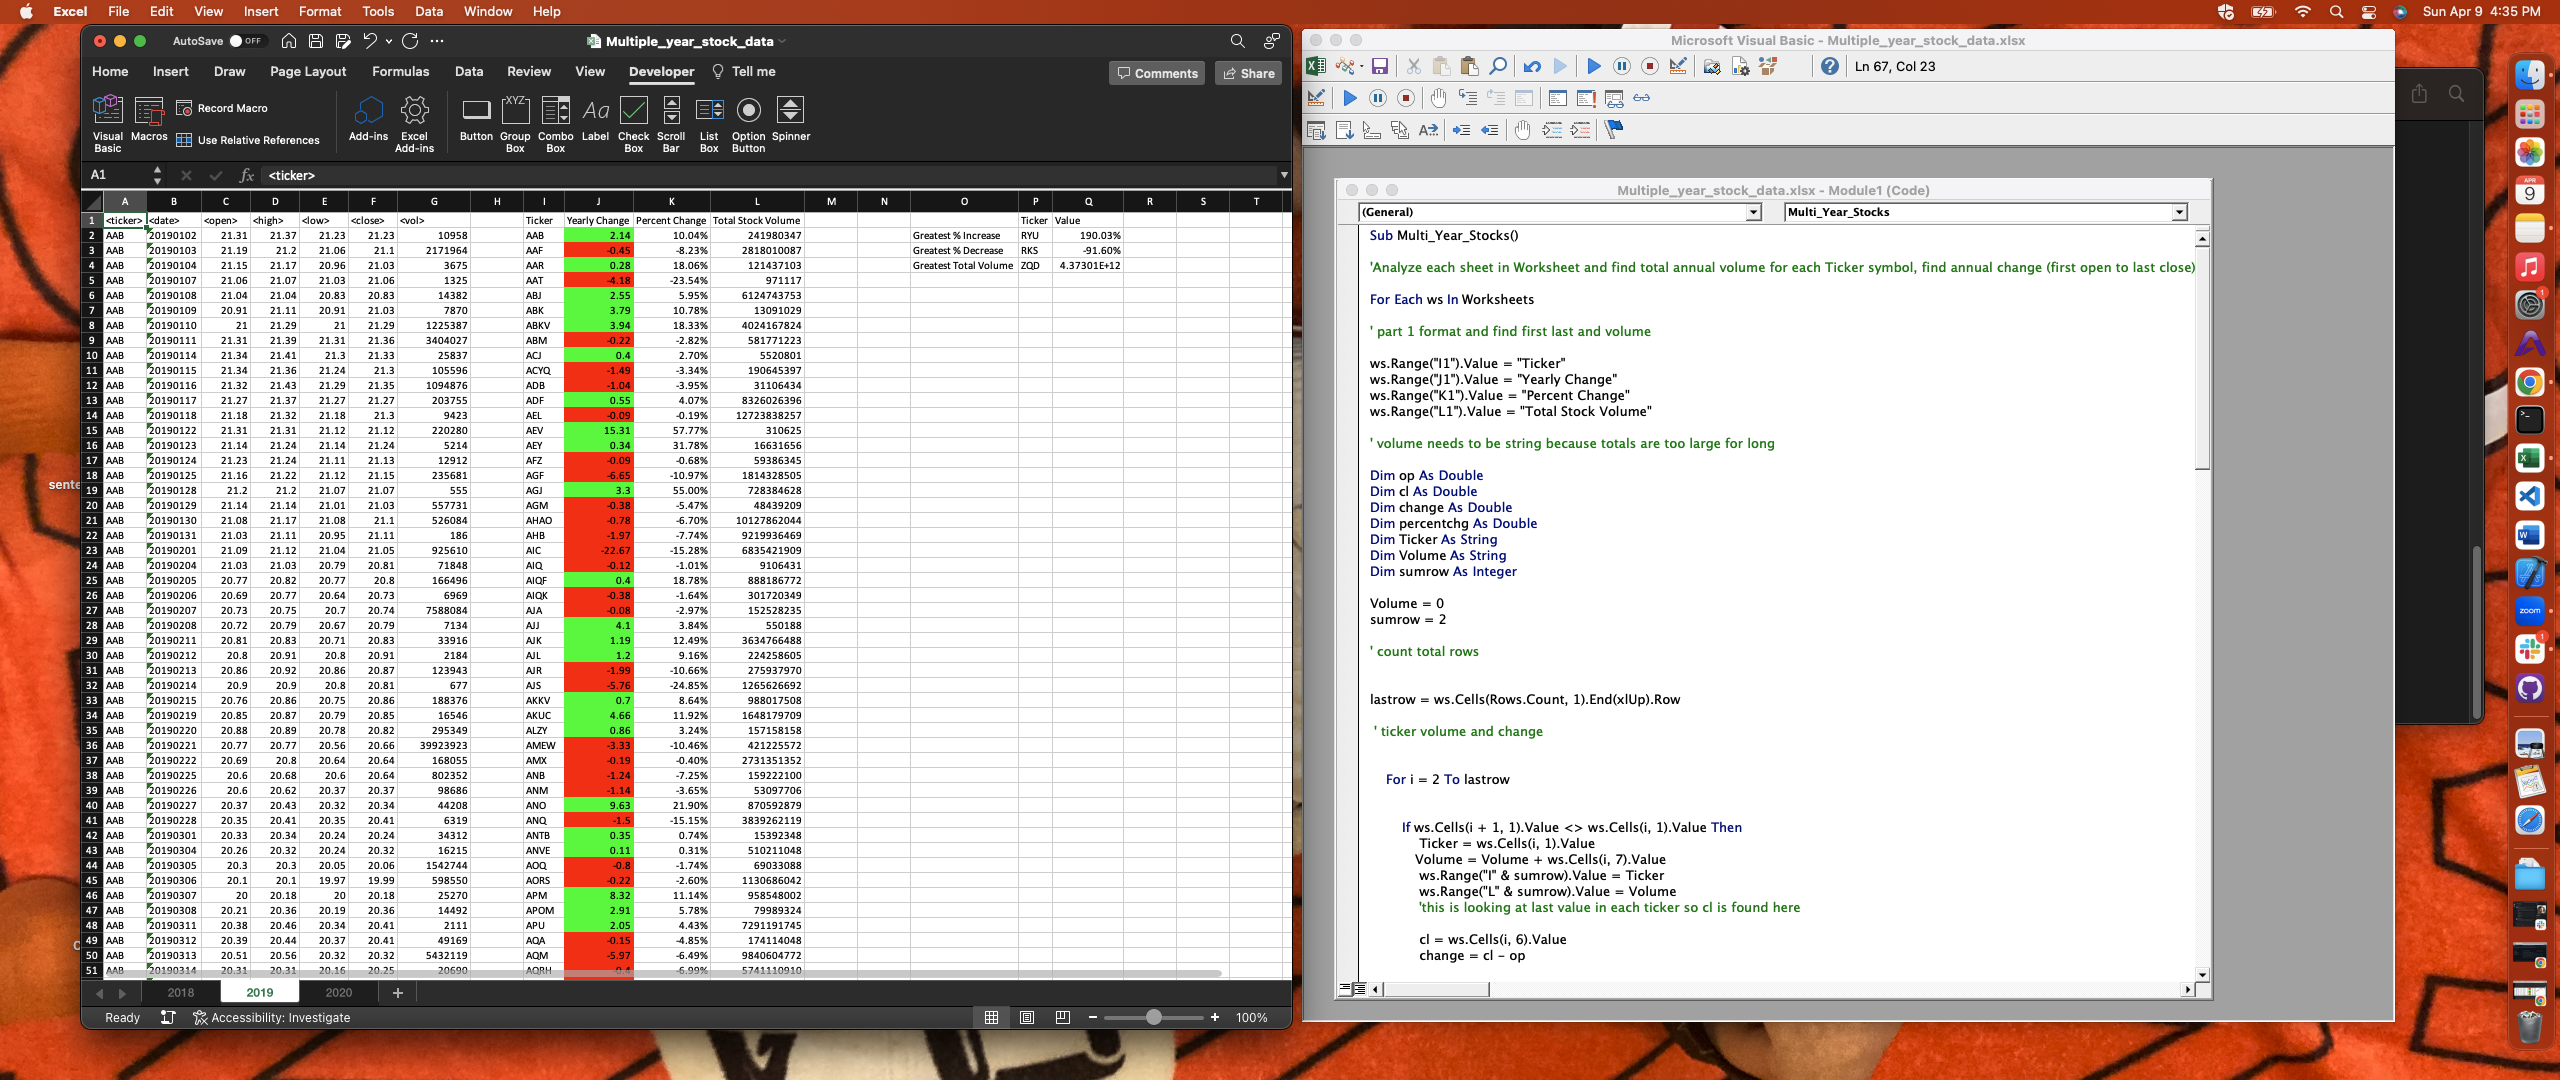 Excel File Edit View Insert Format Tools Data Window Help
Sun Apr 9 4:35 PM
AutoSave OFF
Multiple_year_stock_data
Home Insert Draw Page Layout Formulas Data Review View Developer Tell me
Comments Share
Visual Basic
Macros
Record Macro
Use Relative References
Add-ins
Excel Add-ins
Button
Group Box
Combo Box
Label
Check Box
Scroll Bar
List Box
Option Button
Spinner
A1 fx <ticker>
A B C D E F G H I J K L M N O P Q R S T
1 <ticker> <date> <open> <high> <low> <close> <vol> Ticker Yearly Change Percent Change Total Stock Volume Ticker Value
2 AAB 20190102 21.31 21.37 21.23 21.23 10958 AAB 2.14 10.04% 241980347 Greatest % Increase RYU 190.03%
3 AAB 20190103 21.19 21.2 21.06 21.1 2171964 AAF -0.45 -8.23% 2818010087 Greatest % Decrease RKS -91.60%
4 AAB 20190104 21.15 21.17 20.96 21.03 3675 AAR 0.28 18.06% 121437103 Greatest Total Volume ZQD 4.37301E+12
5 AAB 20190107 21.06 21.07 21.03 21.06 1325 AAT -4.18 -23.54% 971117
6 AAB 20190108 21.04 21.04 20.83 20.83 14382 ABJ 2.55 5.95% 6124743753
7 AAB 20190109 20.91 21.11 20.91 21.03 7870 ABK 3.79 10.78% 13091029
8 AAB 20190110 21 21.29 21 21.29 1225387 ABKV 3.94 18.33% 4024167824
9 AAB 20190111 21.31 21.39 21.31 21.36 3404027 ABM -0.22 -2.82% 581771223
10 AAB 20190114 21.34 21.41 21.3 21.33 25837 ACJ 0.4 2.70% 5520801
11 AAB 20190115 21.34 21.36 21.24 21.3 105596 ACYQ -1.49 -3.34% 190645397
12 AAB 20190116 21.32 21.43 21.29 21.35 1094876 ADB -1.04 -3.95% 31106434
13 AAB 20190117 21.27 21.37 21.27 21.27 203755 ADF 0.55 4.07% 8326026396
14 AAB 20190118 21.18 21.32 21.18 21.3 9423 AEL -0.09 -0.19% 12723838257
15 AAB 20190122 21.31 21.31 21.12 21.12 220280 AEV 15.31 57.77% 310625
16 AAB 20190123 21.14 21.24 21.14 21.24 5214 AEY 0.34 31.78% 16631656
17 AAB 20190124 21.23 21.24 21.11 21.13 12912 AFZ -0.09 -0.68% 59386345
18 AAB 20190125 21.16 21.22 21.12 21.15 235681 AGF -6.65 -10.97% 1814328505
19 AAB 20190128 21.2 21.2 21.07 21.07 555 AGJ 3.3 55.00% 728384628
20 AAB 20190129 21.14 21.14 21.01 21.03 557731 AGM -0.38 -5.47% 48439209
21 AAB 20190130 21.08 21.17 21.08 21.1 526084 AHAO -0.78 -6.70% 10127862044
22 AAB 20190131 21.03 21.11 20.95 21.11 186 AHB -1.97 -7.74% 9219936469
23 AAB 20190201 21.09 21.12 21.04 21.05 925610 AIC -22.67 -15.28% 6835421909
24 AAB 20190204 21.03 21.03 20.79 20.81 71848 AIQ -0.12 -1.01% 9106431
25 AAB 20190205 20.77 20.82 20.77 20.8 166496 AIQF 0.4 18.78% 888186772
26 AAB 20190206 20.69 20.77 20.64 20.73 6969 AIQK -0.38 -1.64% 301720349
27 AAB 20190207 20.73 20.75 20.7 20.74 7588084 AJA -0.08 -2.97% 152528235
28 AAB 20190208 20.72 20.79 20.67 20.79 7134 AJJ 4.1 3.84% 550188
29 AAB 20190211 20.81 20.83 20.71 20.83 33916 AJK 1.19 12.49% 3634766488
30 AAB 20190212 20.8 20.91 20.8 20.91 2184 AJL 1.2 9.16% 224258605
31 AAB 20190213 20.86 20.92 20.86 20.87 123943 AJR -1.99 -10.66% 275937970
32 AAB 20190214 20.9 20.9 20.8 20.81 677 AJS -5.76 -24.85% 1265626692
33 AAB 20190215 20.76 20.86 20.75 20.86 188376 AKKV 0.7 8.64% 988017508
34 AAB 20190219 20.85 20.87 20.79 20.85 16546 AKUC 4.66 11.92% 1648179709
35 AAB 20190220 20.88 20.89 20.78 20.82 295349 ALZY 0.86 3.24% 157158158
36 AAB 20190221 20.77 20.77 20.56 20.66 39923923 AMEW -3.33 -10.46% 421225572
37 AAB 20190222 20.69 20.8 20.64 20.64 168055 AMX -0.19 -0.40% 2731351352
38 AAB 20190225 20.6 20.68 20.6 20.64 802352 ANB -1.24 -7.25% 159222100
39 AAB 20190226 20.6 20.62 20.37 20.37 98686 ANM -1.14 -3.65% 53097706
40 AAB 20190227 20.37 20.43 20.32 20.34 44208 ANO 9.63 21.90% 870592879
41 AAB 20190228 20.35 20.41 20.35 20.41 6319 ANQ -1.5 -15.15% 3839262119
42 AAB 20190301 20.33 20.34 20.24 20.24 34312 ANTB 0.35 0.74% 15392348
43 AAB 20190304 20.26 20.32 20.24 20.32 16215 ANVE 0.11 0.31% 510211048
44 AAB 20190305 20.3 20.3 20.05 20.06 1542744 AOQ -0.8 -1.74% 69033088
45 AAB 20190306 20.1 20.1 19.97 19.99 598550 AORS -0.22 -2.60% 1130686042
46 AAB 20190307 20 20.18 20 20.18 25270 APM 8.32 11.14% 958548002
47 AAB 20190308 20.21 20.36 20.19 20.36 14492 APOM 2.91 5.78% 79989324
48 AAB 20190311 20.38 20.46 20.34 20.41 2111 APU 2.05 4.43% 7291191745
49 AAB 20190312 20.39 20.44 20.37 20.41 49169 AQA -0.15 -4.85% 174114048
50 AAB 20190313 20.51 20.56 20.32 20.32 5432119 AQM -5.97 -6.49% 9840604772
51 AAB 20190314 20.31 20.31 20.16 20.25 20690 AQRH -0.4 -6.99% 5741110910
2018 2019 2020
Ready Accessibility: Investigate 100%
Microsoft Visual Basic - Multiple_year_stock_data.xlsx
Ln 67, Col 23
Multiple_year_stock_data.xlsx - Module1 (Code)
(General) Multi_Year_Stocks
Sub Multi_Year_Stocks()
'Analyze each sheet in Worksheet and find total annual volume for each Ticker symbol, find annual change (first open to last close)
For Each ws In Worksheets
' part 1 format and find first last and volume
ws.Range("I1").Value = "Ticker"
ws.Range("J1").Value = "Yearly Change"
ws.Range("K1").Value = "Percent Change"
ws.Range("L1").Value = "Total Stock Volume"
' volume needs to be string because totals are too large for long
Dim op As Double
Dim cl As Double
Dim change As Double
Dim percentchg As Double
Dim Ticker As String
Dim Volume As String
Dim sumrow As Integer
Volume = 0
sumrow = 2
' count total rows
lastrow = ws.Cells(Rows.Count, 1).End(xlUp).Row
' ticker volume and change
For i = 2 To lastrow
If ws.Cells(i + 1, 1).Value <> ws.Cells(i, 1).Value Then
Ticker = ws.Cells(i, 1).Value
Volume = Volume + ws.Cells(i, 7).Value
ws.Range("I" & sumrow).Value = Ticker
ws.Range("L" & sumrow).Value = Volume
'this is looking at last value in each ticker so cl is found here
cl = ws.Cells(i, 6).Value
change = cl - op
sente
APR
9
zoom